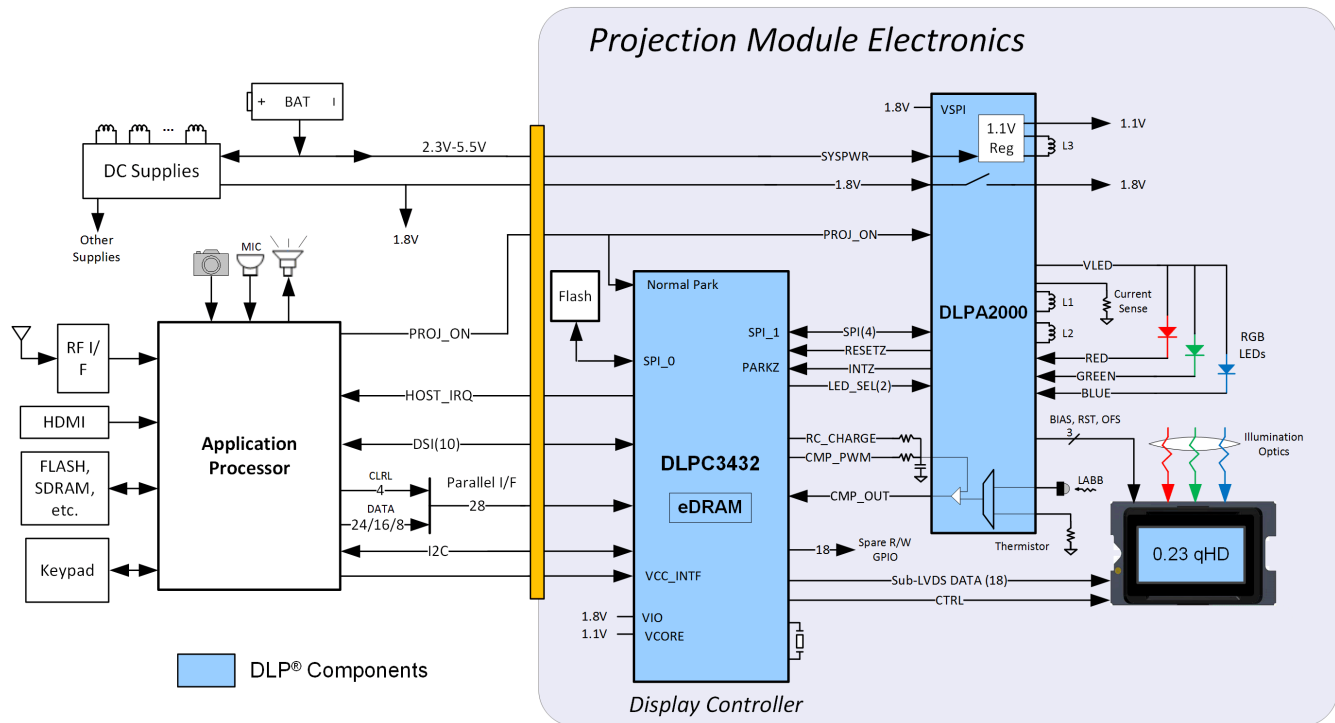 Projection Module Electronics
+ BAT I
DC Supplies
2.3V-5.5V
SYSPWR
1.8V
1.8V
Other
Supplies
1.8V
VSPI
1.1V
Reg
1.1V
L3
1.8V
DLPA2000
MIC
PROJ_ON
PROJ_ON
Flash
Normal Park
SPI_1
SPI_0
PARKZ
DLPC3432
eDRAM
VCC_INTF
VIO
VCORE
1.8V
1.1V
SPI(4)
RESETZ
INTZ
LED_SEL(2)
RC_CHARGE
CMP_PWM
CMP_OUT
18
Spare R/W
GPIO
Sub-LVDS DATA (18)
CTRL
VLED
Current
Sense
L1
L2
RED
GREEN
BLUE
RGB
LEDs
BIAS, RST, OFS
3
Illumination
Optics
LABB
Thermistor
0.23 qHD
RF I/
F
HDMI
FLASH,
SDRAM,
etc.
Keypad
Application
Processor
HOST_IRQ
DSI(10)
CLRL
4
DATA
24/16/8
Parallel I/F
28
I2C
DLP® Components
Display Controller